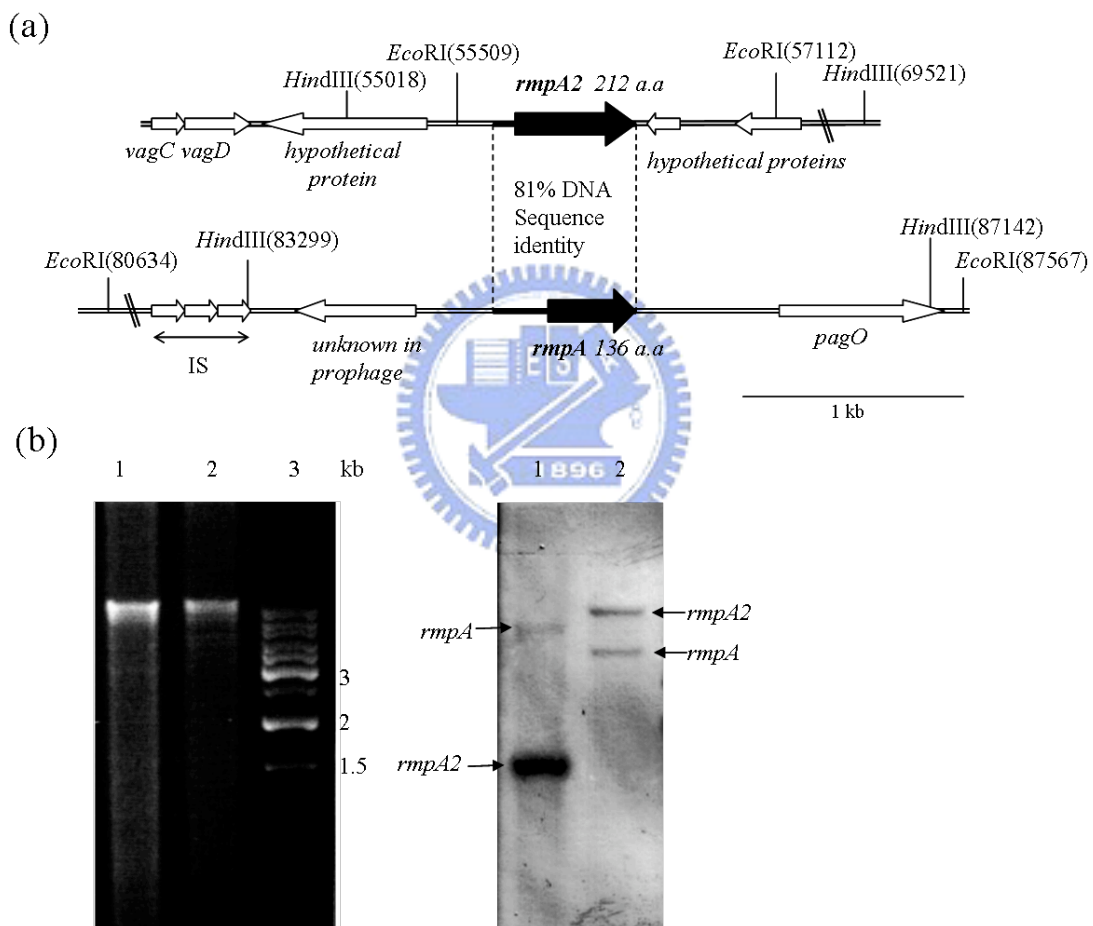 (a)
EcoRI(55509)
EcoRI(57112)
HindIII(55018)
rmpA2 212 a.a
HindIII(69521)
vagC vagD
hypothetical
protein
hypothetical proteins
81% DNA
Sequence
identity
HindIII(83299)
HindIII(87142)
EcoRI(80634)
EcoRI(87567)
IS
unknown in
prophage
rmpA 136 a.a
pagO
1 kb
(b)
1 2 3 kb
1 2
1896
rmpA2
rmpA
rmpA
3
2
1.5
rmpA2